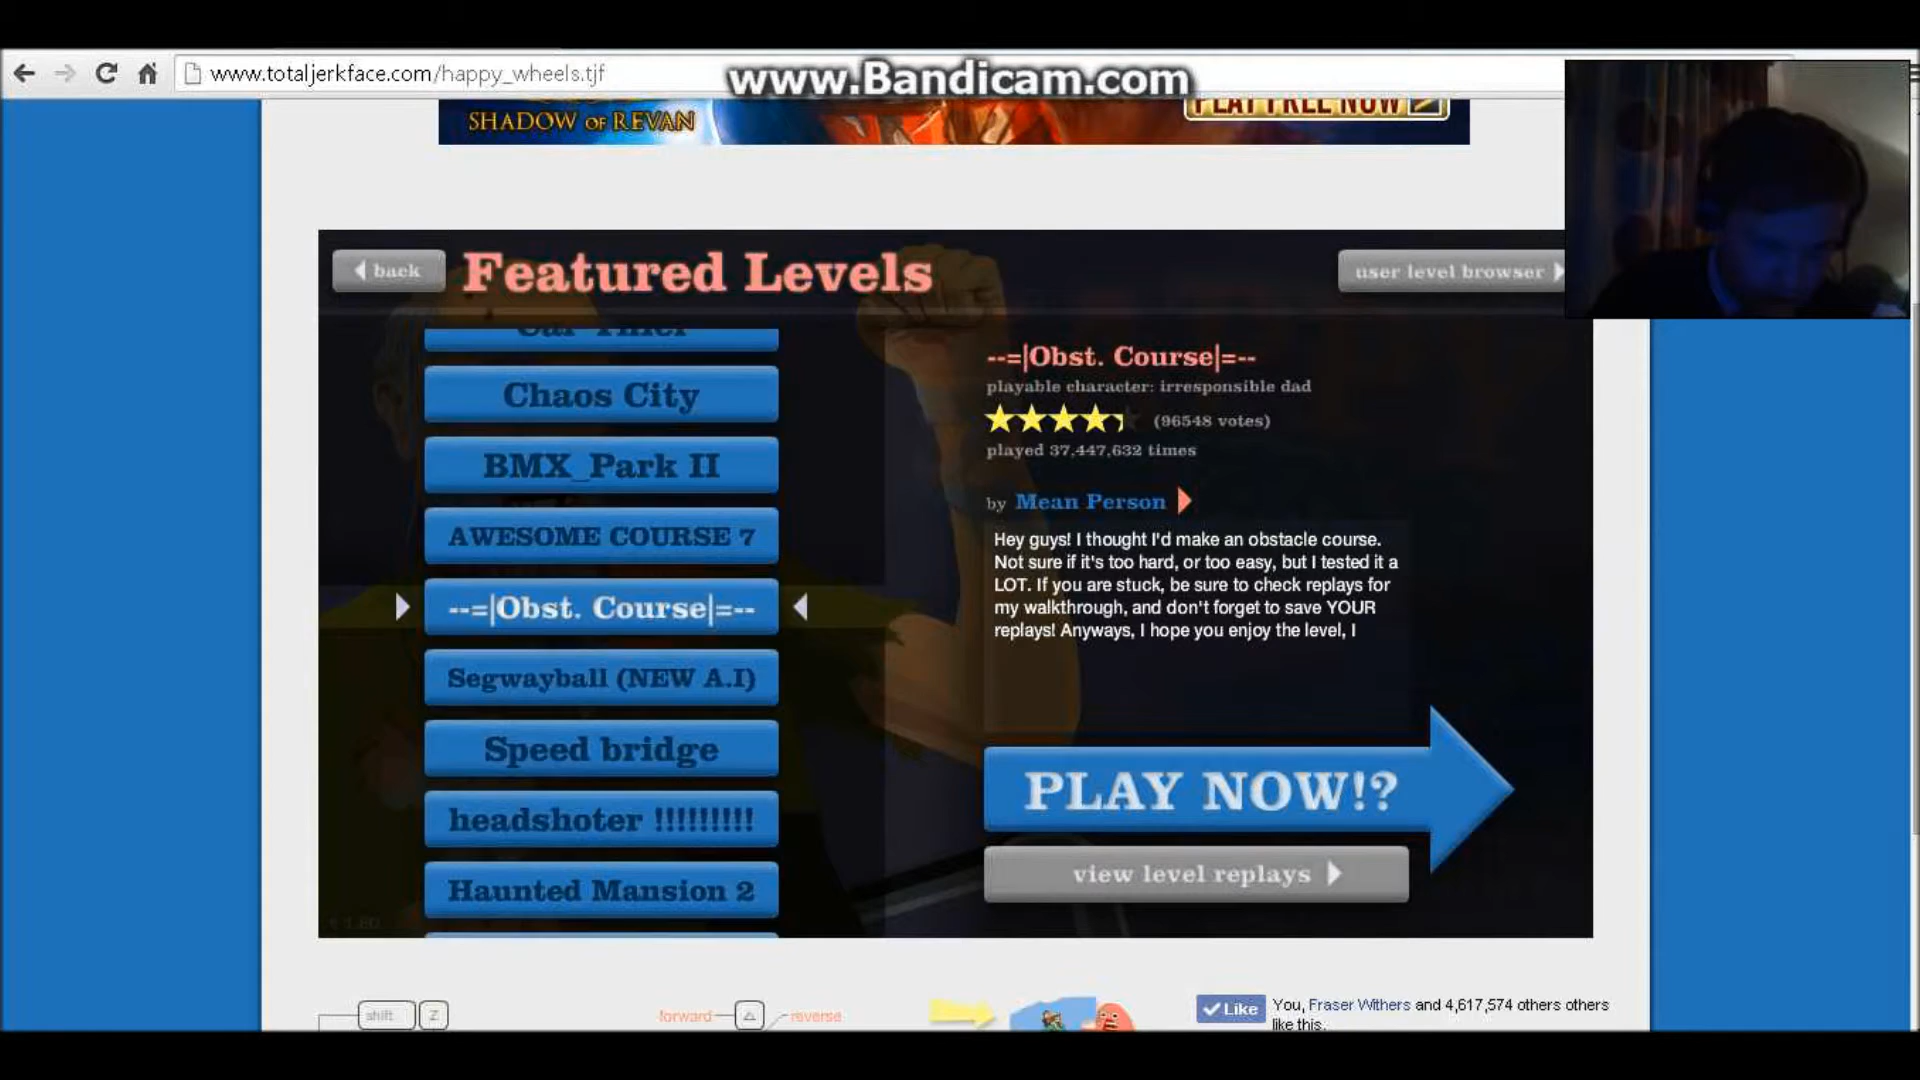 www.totaljerkface.com/happy_wheels.tjf
www.Bandicam.com
SHADOW OF REVAN
PLAY FREE NOW
back
Featured Levels
user level browser
Car Thief
Chaos City
BMX_Park II
AWESOME COURSE 7
--=|Obst. Course|=--
Segwayball (NEW A.I)
Speed bridge
headshoter !!!!!!!!!
Haunted Mansion 2
--=|Obst. Course|=--
playable character: irresponsible dad
(96548 votes)
played 37,447,632 times
by Mean Person
Hey guys! I thought I'd make an obstacle course.
Not sure if it's too hard, or too easy, but I tested it a
LOT. If you are stuck, be sure to check replays for
my walkthrough, and don't forget to save YOUR
replays! Anyways, I hope you enjoy the level, I
PLAY NOW!?
view level replays
shift
Z
forward
reverse
Like
You, Fraser Withers and 4,617,574 others others
like this.